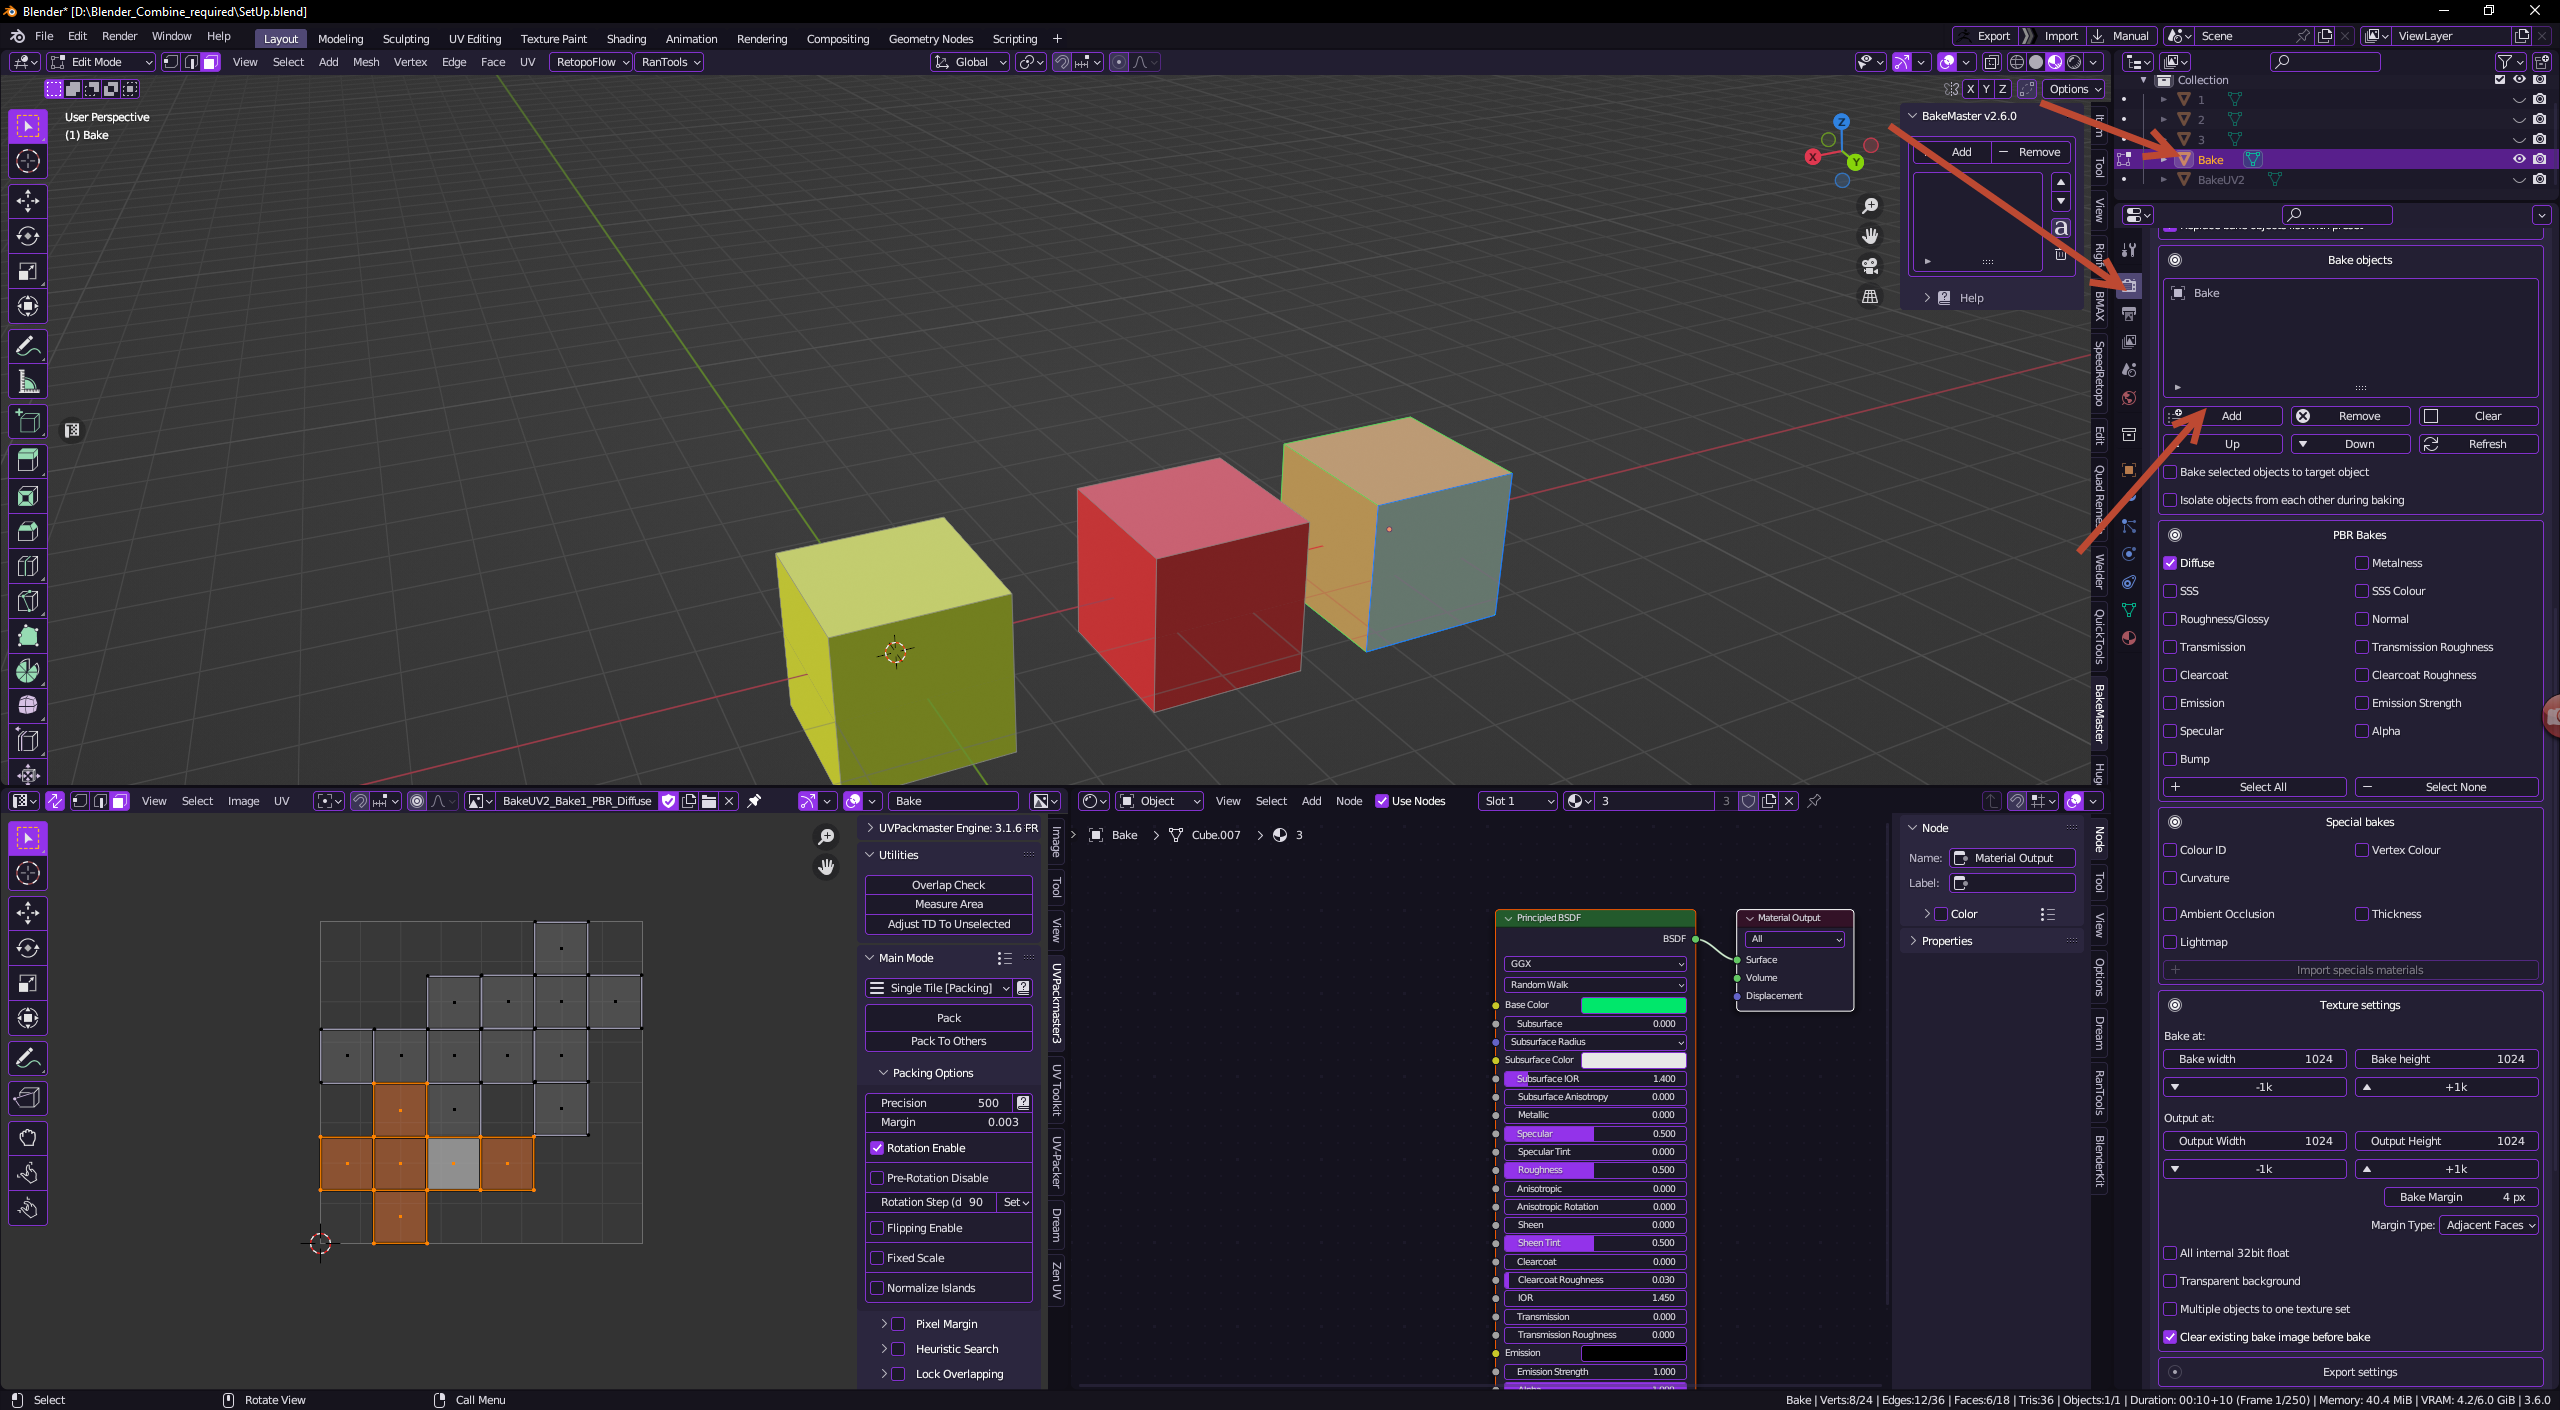 Blender* [D:\Blender_Combine_required\SetUp.blend]
File Edit Render Window Help Layout Modeling Sculpting UV Editing Texture Paint Shading Animation Rendering Compositing Geometry Nodes Scripting + Export Import Manual Scene ViewLayer
Edit Mode View Select Add Mesh Vertex Edge Face UV RetopoFlow RanTools Global
X Y Z Options
User Perspective
(1) Bake
Z
X
Y
BakeMaster v2.6.0
Add Remove
a
Help
Item
Tool
View
BMAX
SpeedRetopo
Edit
Welder
QuickTools
BakeMaster
Hug
Collection
1
2
3
Bake
BakeUV2
Bake objects
Bake
Add Remove Clear
Up Down Refresh
Bake selected objects to target object
Isolate objects from each other during baking
PBR Bakes
Diffuse Metalness
SSS SSS Colour
Roughness/Glossy Normal
Transmission Transmission Roughness
Clearcoat Clearcoat Roughness
Emission Emission Strength
Specular Alpha
Bump
Select All Select None
Special bakes
Colour ID Vertex Colour
Curvature
Ambient Occlusion Thickness
Lightmap
Import specials materials
Texture settings
Bake at:
Bake width 1024 Bake height 1024
-1k +1k
Output at:
Output Width 1024 Output Height 1024
-1k +1k
Bake Margin 4 px
Margin Type: Adjacent Faces
All internal 32bit float
Transparent background
Multiple objects to one texture set
Clear existing bake image before bake
Export settings
View Select Image UV BakeUV2_Bake1_PBR_Diffuse Bake
UVPackmaster Engine: 3.1.6 PR
Utilities
Overlap Check
Measure Area
Adjust TD To Unselected
Main Mode
Single Tile [Packing]
Pack
Pack To Others
Packing Options
Precision 500
Margin 0.003
Rotation Enable
Pre-Rotation Disable
Rotation Step (d 90 Set
Flipping Enable
Fixed Scale
Normalize Islands
Pixel Margin
Heuristic Search
Lock Overlapping
Image
Tool
View
UVPackmaster3
UV Toolkit
UV-Packer
Dream
Zen UV
Object View Select Add Node Use Nodes Slot 1 3 3
Bake > Cube.007 > 3
Principled BSDF
BSDF
GGX
Random Walk
Base Color
Subsurface 0.000
Subsurface Radius
Subsurface Color
Subsurface IOR 1.400
Subsurface Anisotropy 0.000
Metallic 0.000
Specular 0.500
Specular Tint 0.000
Roughness 0.500
Anisotropic 0.000
Anisotropic Rotation 0.000
Sheen 0.000
Sheen Tint 0.500
Clearcoat 0.000
Clearcoat Roughness 0.030
IOR 1.450
Transmission 0.000
Transmission Roughness 0.000
Emission
Emission Strength 1.000
Material Output
All
Surface
Volume
Displacement
Node
Name: Material Output
Label:
Color
Properties
Node
Tool
View
Options
Dream
RanTools
BlenderKit
Select Rotate View Call Menu
Bake | Verts:8/24 | Edges:12/36 | Faces:6/18 | Tris:36 | Objects:1/1 | Duration: 00:10+10 (Frame 1/250) | Memory: 40.4 MiB | VRAM: 4.2/6.0 GiB | 3.6.0